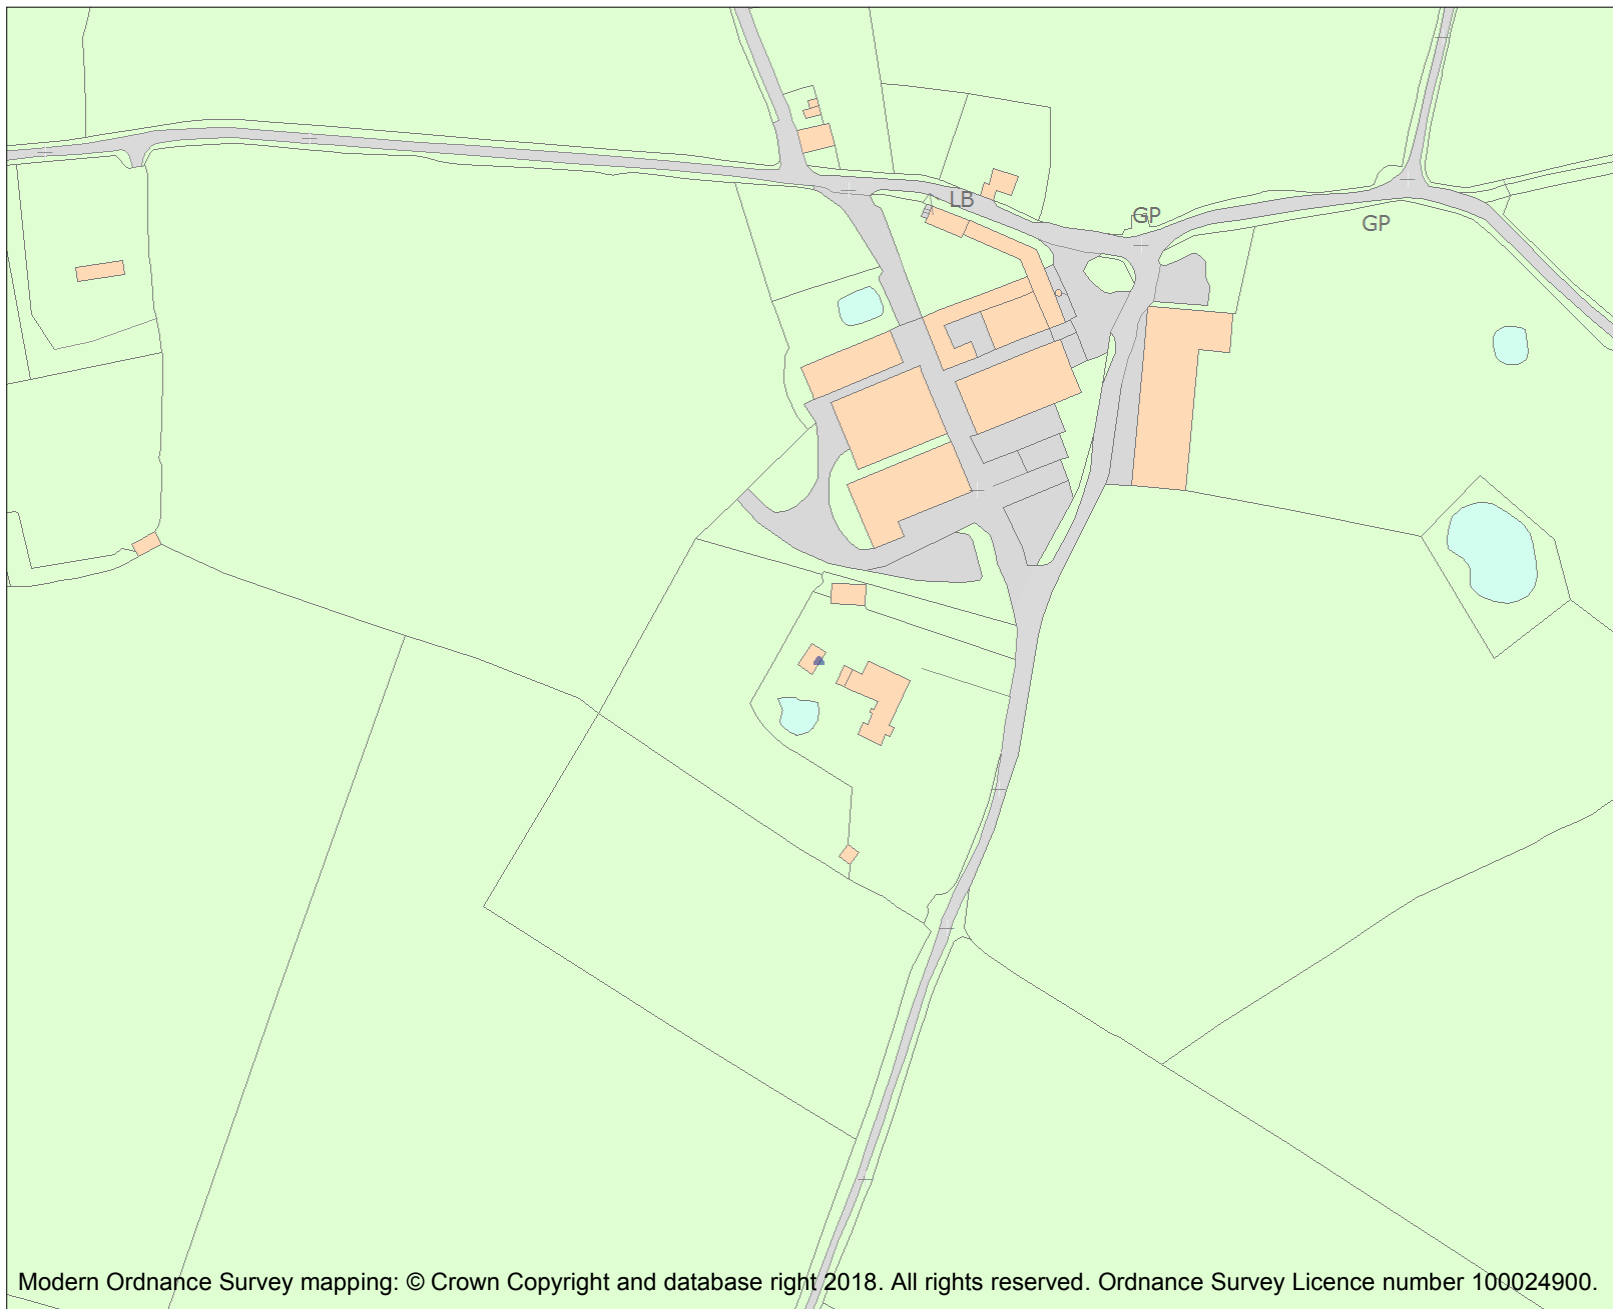 LB
GP
GP
Modern Ordnance Survey mapping: © Crown Copyright and database right 2018. All rights reserved. Ordnance Survey Licence number 100024900.